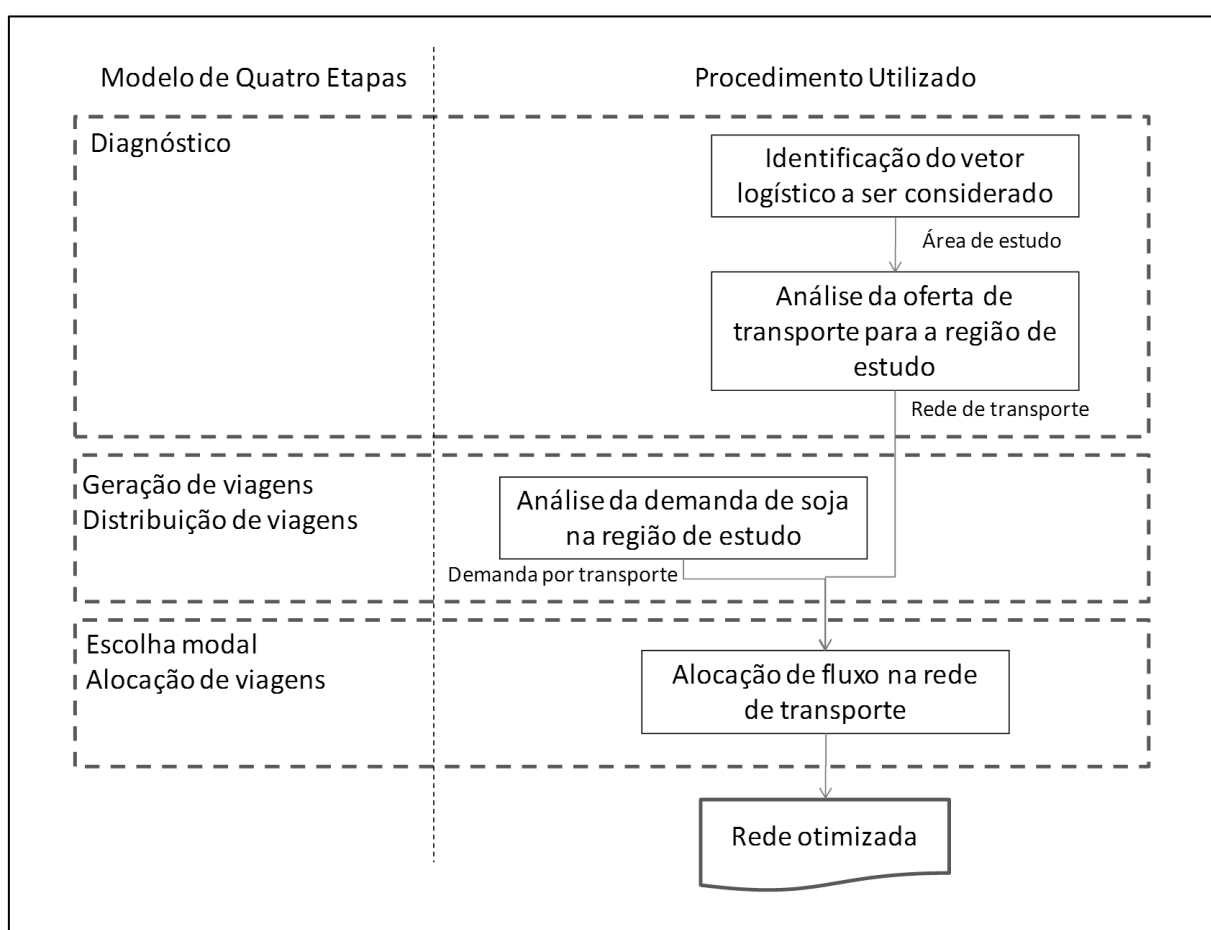 Modelo de Quatro Etapas
Procedimento Utilizado
Diagnóstico
Identificação do vetor
logístico a ser considerado
Área de estudo
Análise da oferta de
transporte para a região de
estudo
Rede de transporte
Geração de viagens
Distribuição de viagens
Análise da demanda de soja
na região de estudo
Demanda por transporte
Escolha modal
Alocação de viagens
Alocação de fluxo na rede
de transporte
Rede otimizada